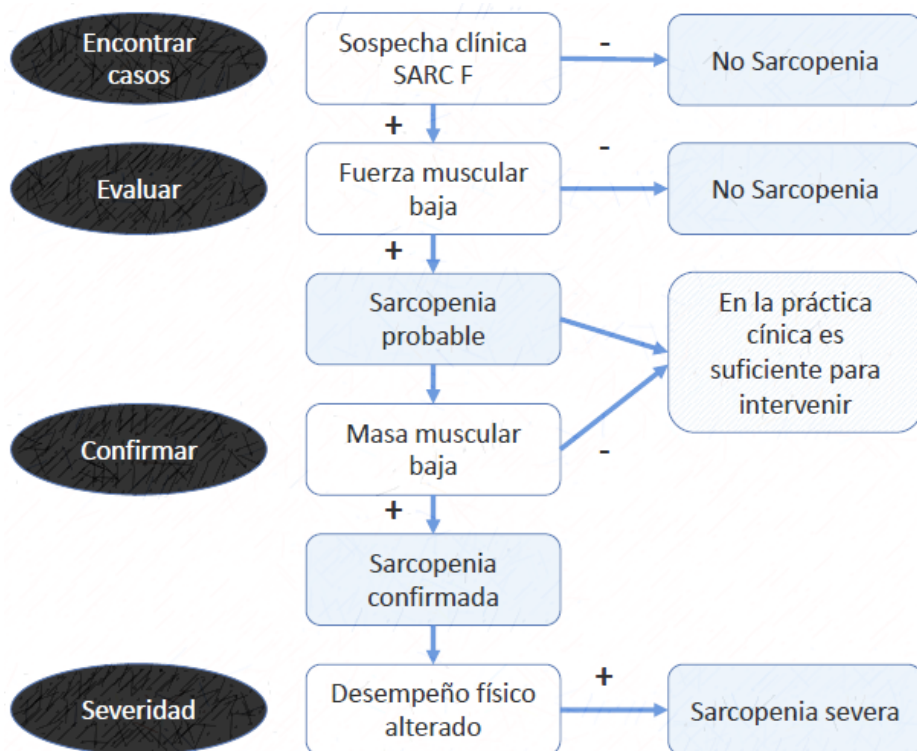 Encontrar
casos
Sospecha clínica
SARC F
-
No Sarcopenia
+
Evaluar
Fuerza muscular
baja
-
No Sarcopenia
+
Sarcopenia
probable
En la práctica
cínica es
suficiente para
intervenir
Confirmar
Masa muscular
baja
-
+
Sarcopenia
confirmada
Severidad
Desempeño físico
alterado
+
Sarcopenia severa